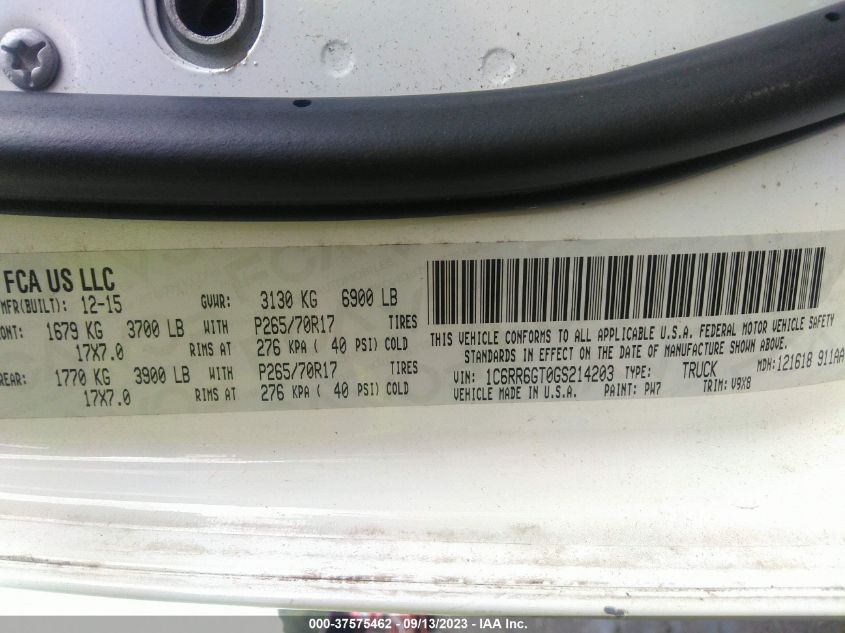 FCA US LLC
MFR(BUILT): 12-15 GVWR: 3130 KG 6900 LB
RONT: 1679 KG 3700 LB WITH P265/70R17 TIRES
17X7.0 RIMS AT 276 KPA ( 40 PSI) COLD
REAR: 1770 KG 3900 LB WITH P265/70R17 TIRES
17X7.0 RIMS AT 276 KPA ( 40 PSI) COLD
THIS VEHICLE CONFORMS TO ALL APPLICABLE U.S.A. FEDERAL MOTOR VEHICLE SAFETY
STANDARDS IN EFFECT ON THE DATE OF MANUFACTURE SHOWN ABOVE.
VIN: 1C6RR6GT0GS214203 TYPE: TRUCK MDH: 121618 911AA
VEHICLE MADE IN U.S.A. PAINT: PW7 TRIM: V9X8
000-37575462 - 09/13/2023 - IAA Inc.